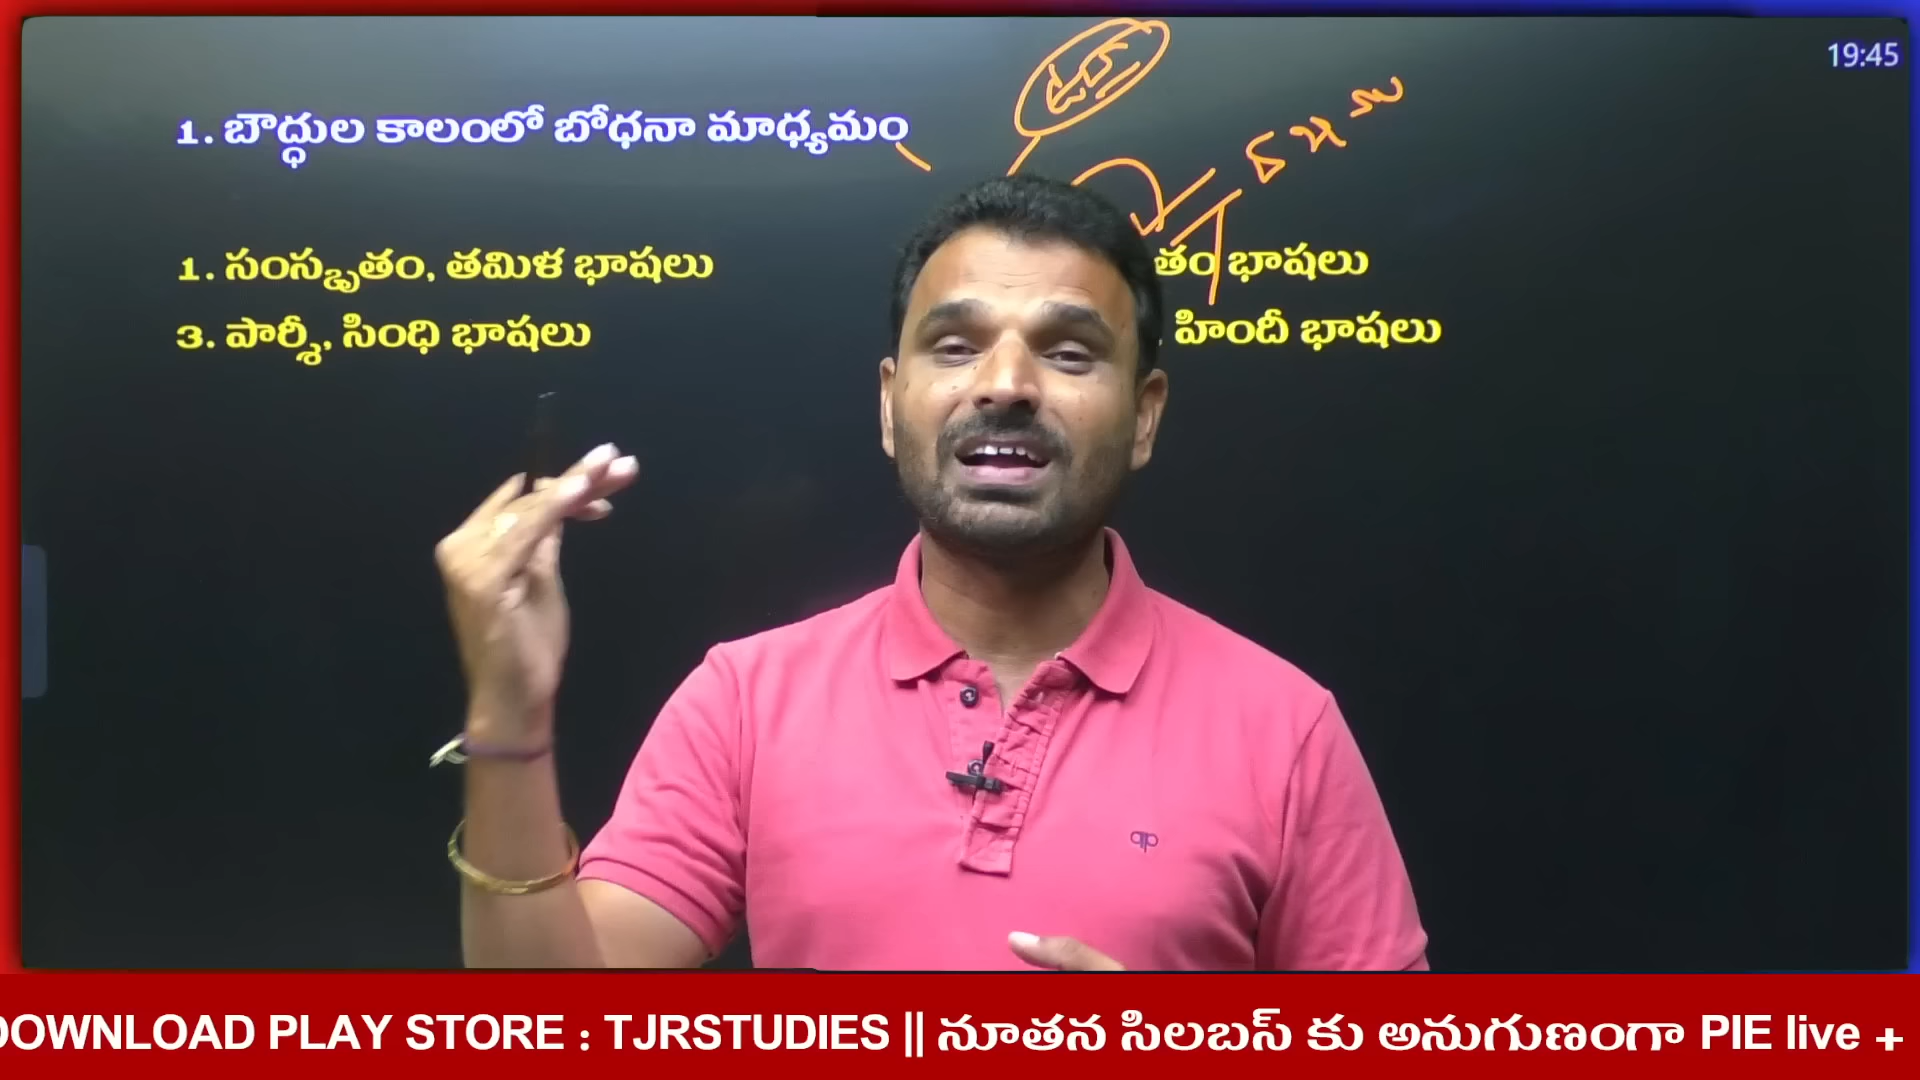 19:45
1. బౌద్ధుల కాలంలో బోధనా మాధ్యమం
1. సంస్కృతం, తమిళ భాషలు
తం భాషలు
3. పార్శీ, సింధి భాషలు
, హింది భాషలు
DOWNLOAD PLAY STORE : TJRSTUDIES || నూతన సిలబస్ కు అనుగుణంగా PIE live +